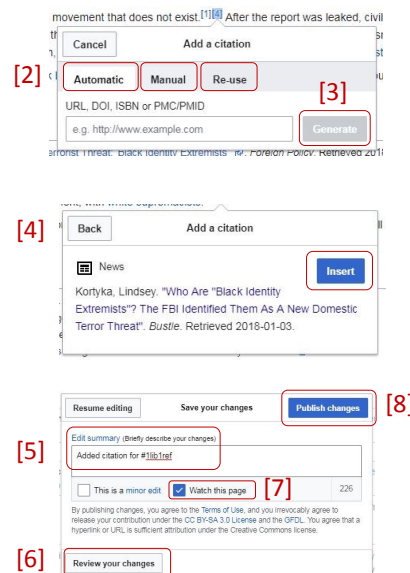 movement that does not exist.[1][4] After the report was leaked, civil
Cancel Add a citation
[2] Automatic Manual Re-use
[3]
URL, DOI, ISBN or PMC/PMID
e.g. http://www.example.com Generate
errorist Threat: Black Identity Extremists". Foreign Policy. Retrieved 2018
[4] Back Add a citation
News Insert
Kortyka, Lindsey. "Who Are "Black Identity
Extremists"? The FBI Identified Them As A New Domestic
Terror Threat". Bustle. Retrieved 2018-01-03.
Resume editing Save your changes Publish changes [8]
[5] Edit summary (Briefly describe your changes)
Added citation for #1lib1ref
This is a minor edit Watch this page [7] 226
By publishing changes, you agree to the Terms of Use, and you irrevocably agree to
release your contribution under the CC BY-SA 3.0 License and the GFDL. You agree that a
hyperlink or URL is sufficient attribution under the Creative Commons license.
[6] Review your changes